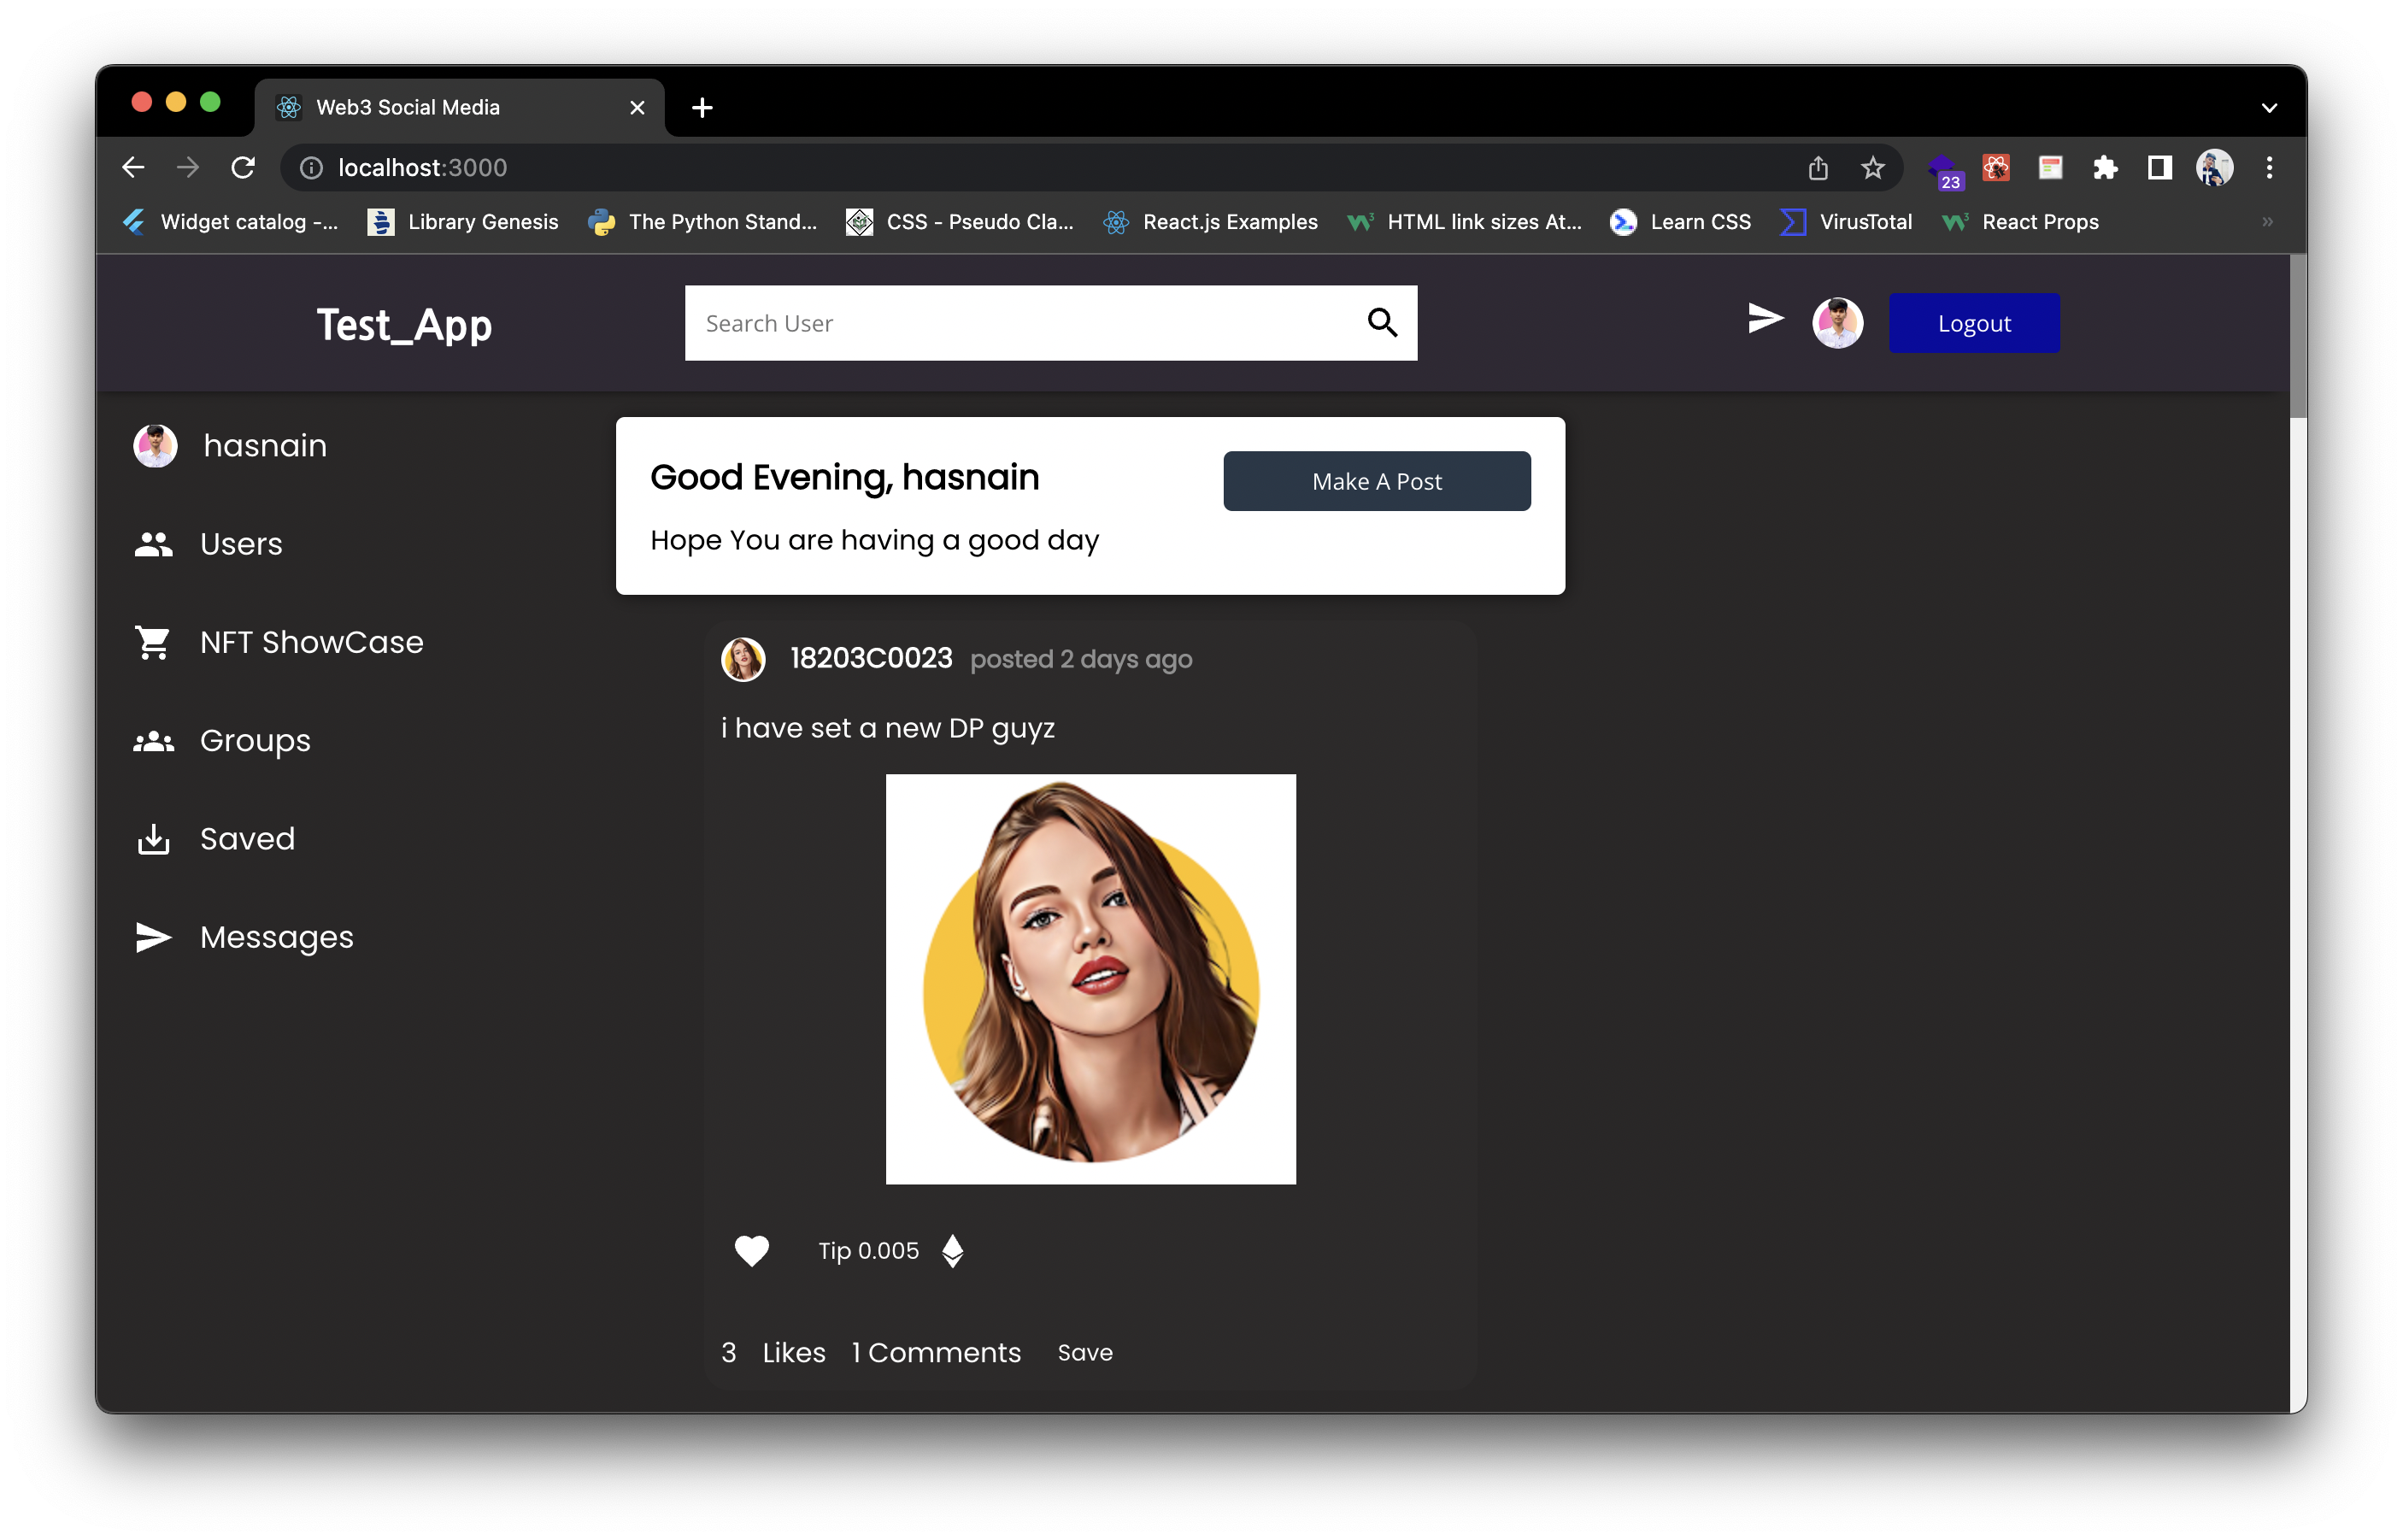 Web3 Social Media
localhost:3000
23
Widget catalog -... Library Genesis The Python Stand... CSS - Pseudo Cla... React.js Examples HTML link sizes At... Learn CSS VirusTotal React Props »
Test_App
Search User
Logout
hasnain
Users
NFT ShowCase
Groups
Saved
Messages
Good Evening, hasnain
Make A Post
Hope You are having a good day
18203C0023 posted 2 days ago
i have set a new DP guyz
Tip 0.005
3 Likes 1 Comments Save